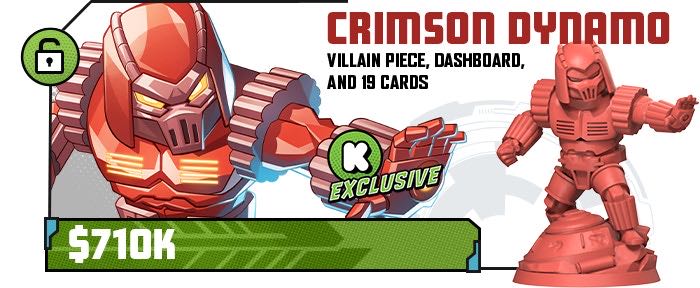 CRIMSON DYNAMO
VILLAIN PIECE, DASHBOARD,
AND 19 CARDS
K
EXCLUSIVE
$710K